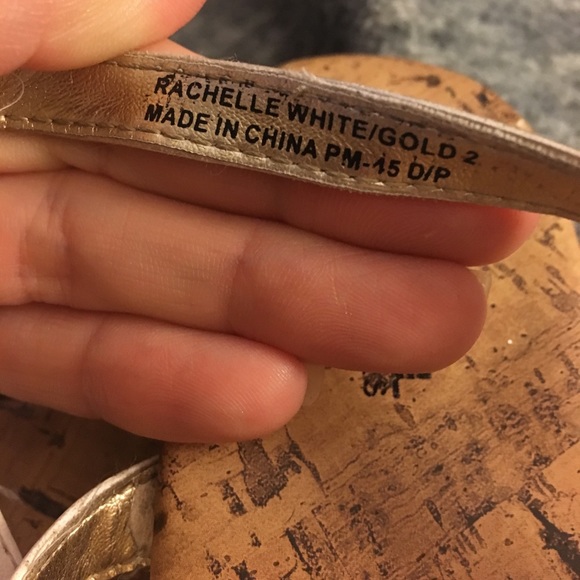 RACHELLE WHITE/GOLD 2
MADE IN CHINA PM-15 D/P